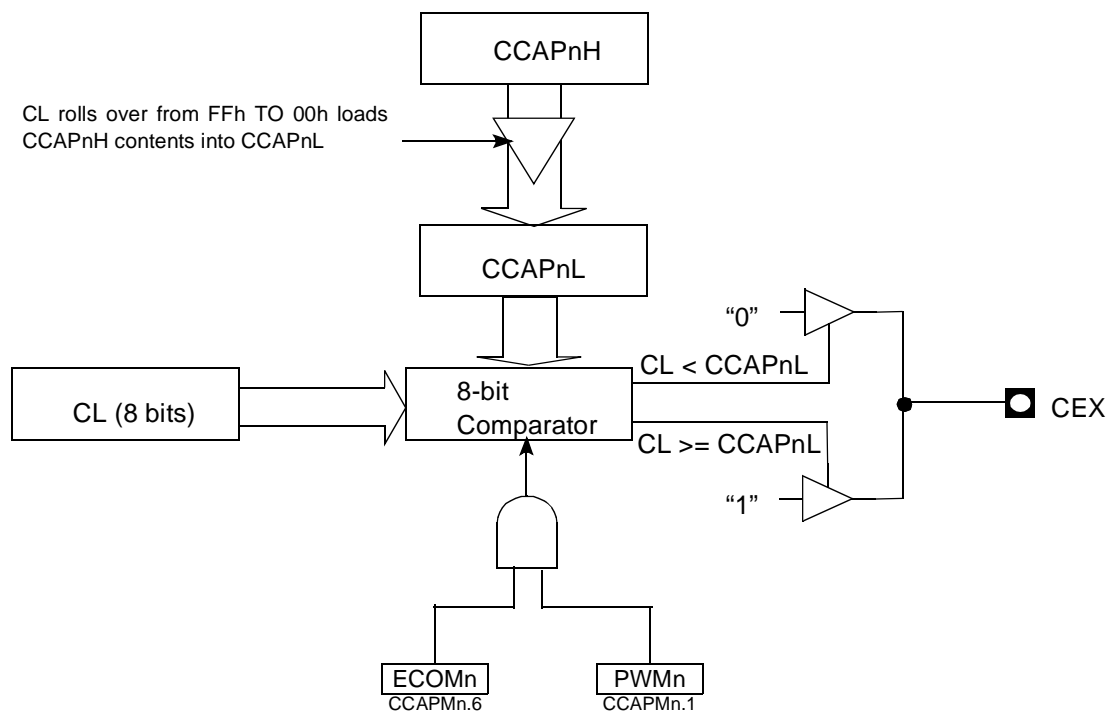 CCAPnH
CL rolls over from FFh TO 00h loads
CCAPnH contents into CCAPnL
CCAPnL
“0”
CL < CCAPnL
CL (8 bits)
8-bit
Comparator
CEX
CL >= CCAPnL
“1”
ECOMn
PWMn
CCAPMn.6
CCAPMn.1